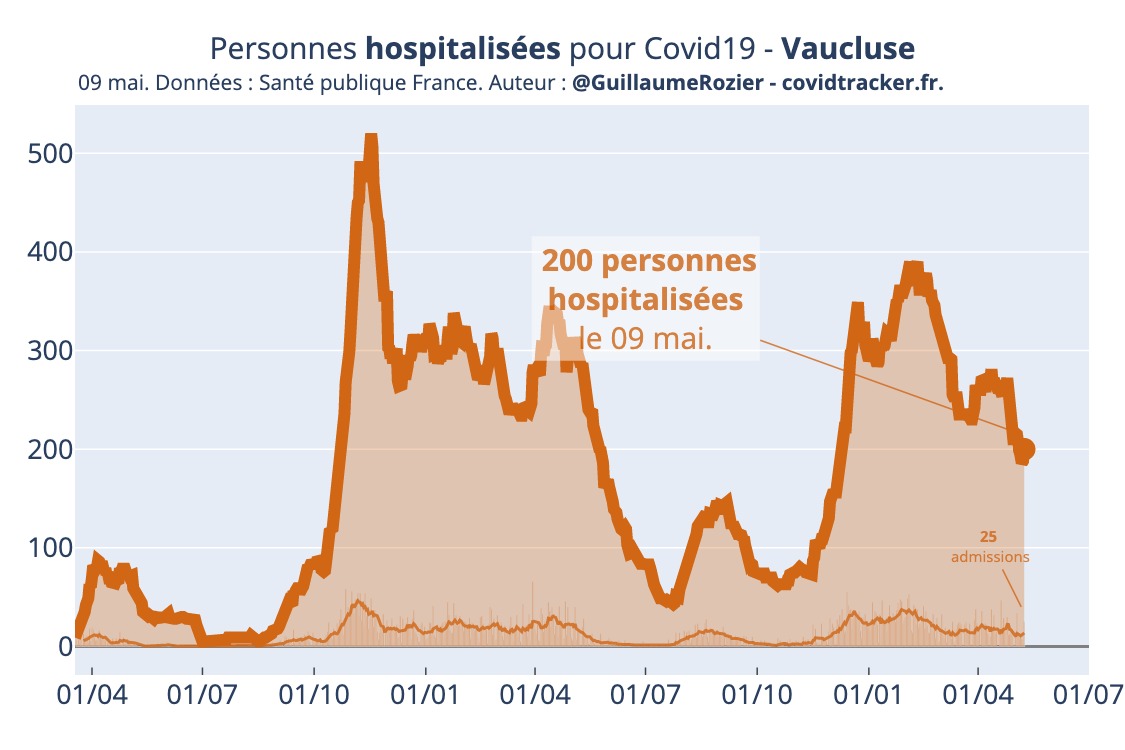 Personnes hospitalisées pour Covid19 - Vaucluse
09 mai. Données : Santé publique France. Auteur : @GuillaumeRozier - covidtracker.fr.
500
400
300
200
100
0
200 personnes
hospitalisées
le 09 mai.
25
admissions
01/04
01/07
01/10
01/01
01/04
01/07
01/10
01/01
01/04
01/07